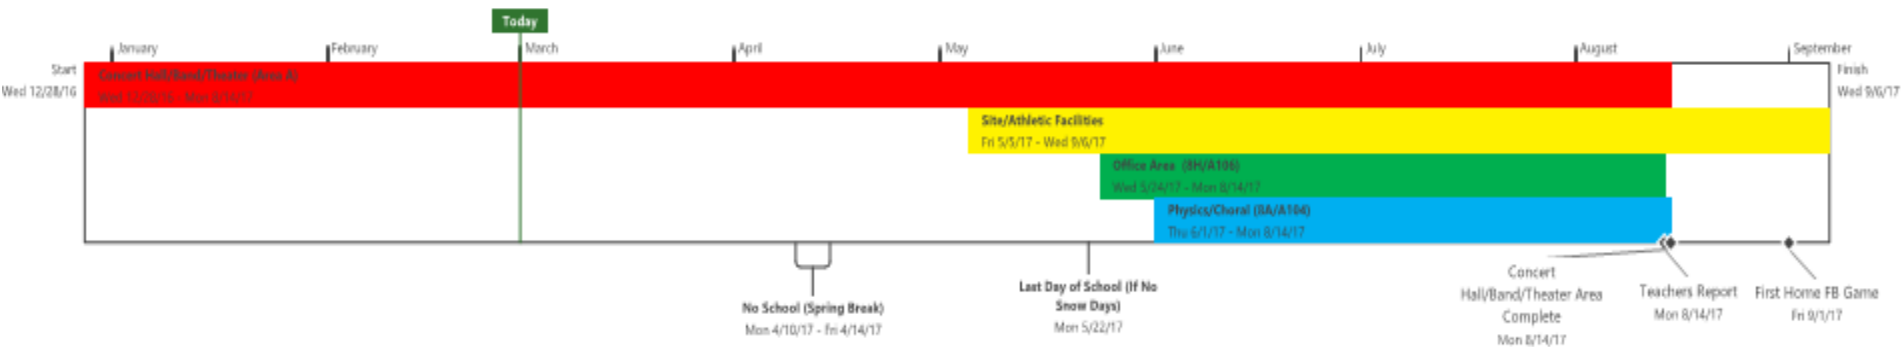 Today
January
February
March
April
May
June
July
August
September
Start
Wed 12/28/16
Finish
Wed 9/6/17
Concert Hall/Band/Theater (Area A)
Wed 12/28/16 - Mon 8/14/17
Site/Athletic Facilities
Fri 5/5/17 - Wed 9/6/17
Office Area (8H/A106)
Wed 5/24/17 - Mon 8/14/17
Physics/Choral (8A/A104)
Thu 6/1/17 - Mon 8/14/17
No School (Spring Break)
Mon 4/10/17 - Fri 4/14/17
Last Day of School (If No
Snow Days)
Mon 5/22/17
Concert
Hall/Band/Theater Area
Complete
Mon 8/14/17
Teachers Report
Mon 8/14/17
First Home FB Game
Fri 9/1/17